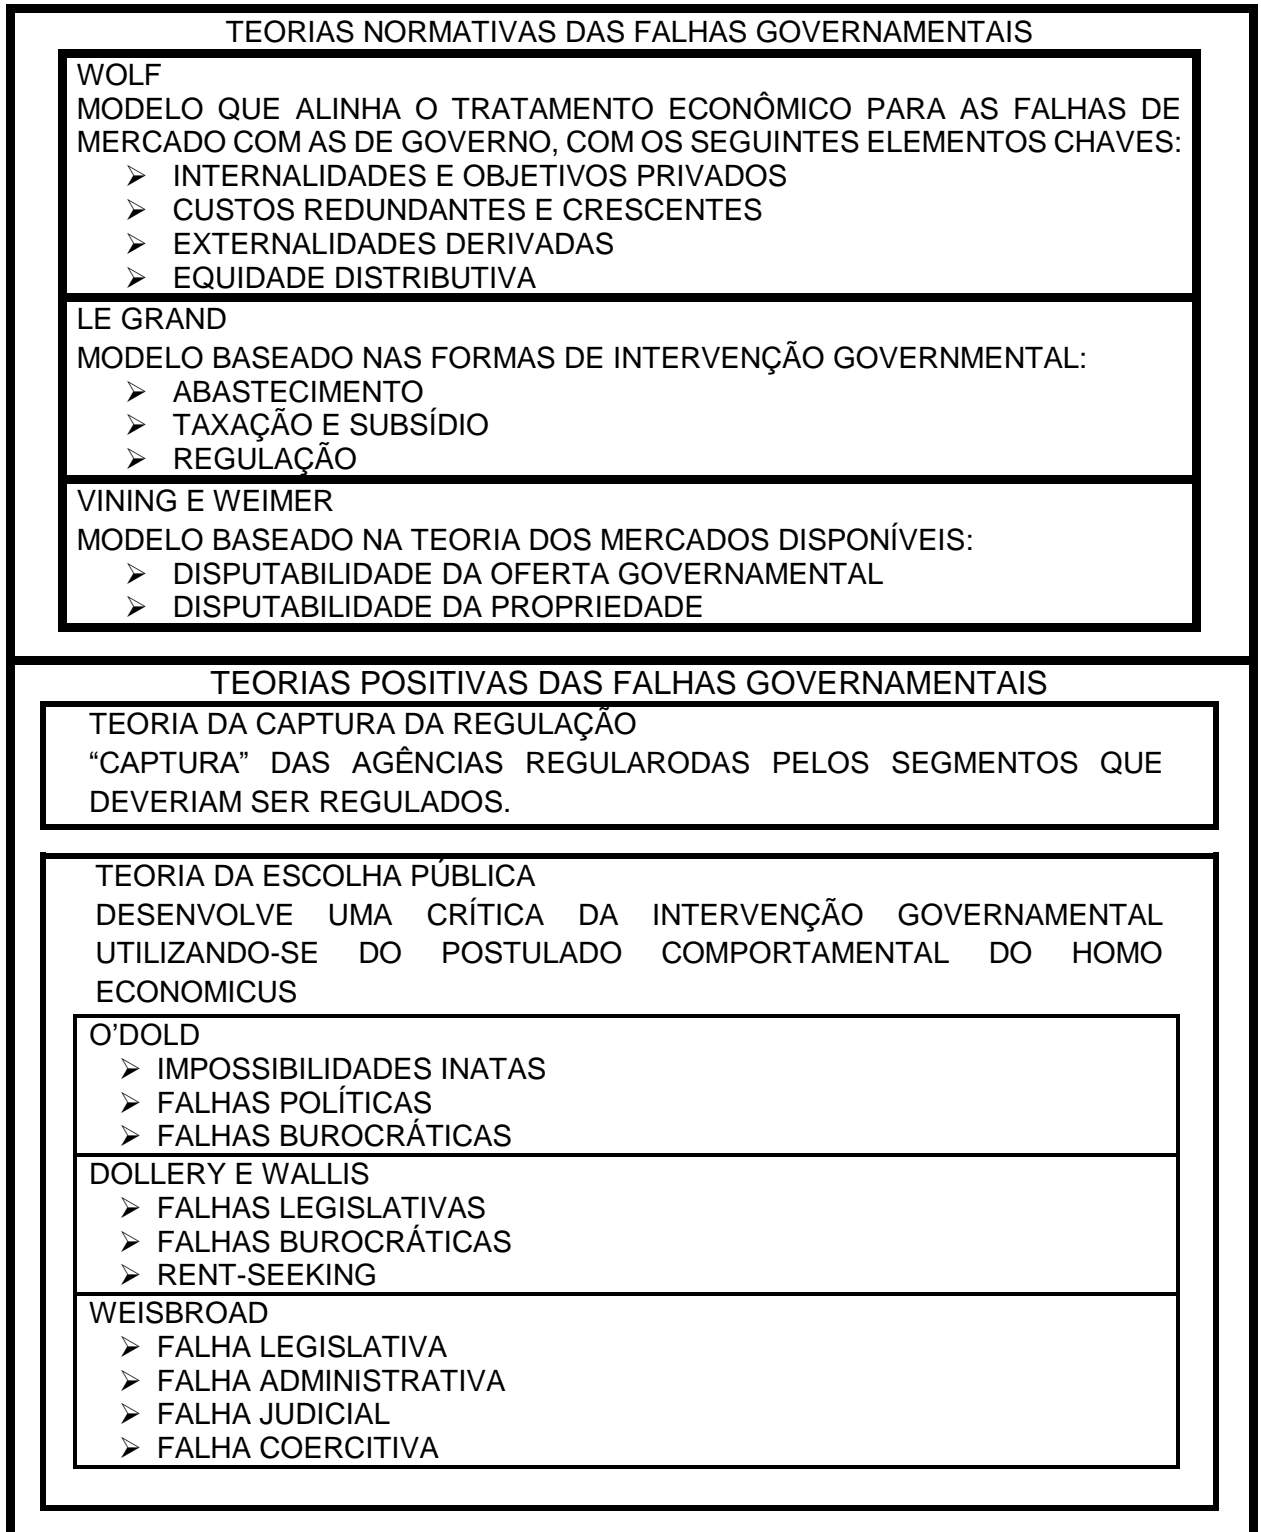 TEORIAS NORMATIVAS DAS FALHAS GOVERNAMENTAIS
WOLF
MODELO QUE ALINHA O TRATAMENTO ECONÔMICO PARA AS FALHAS DE
MERCADO COM AS DE GOVERNO, COM OS SEGUINTES ELEMENTOS CHAVES:
➢ INTERNALIDADES E OBJETIVOS PRIVADOS
➢ CUSTOS REDUNDANTES E CRESCENTES
➢ EXTERNALIDADES DERIVADAS
➢ EQUIDADE DISTRIBUTIVA
LE GRAND
MODELO BASEADO NAS FORMAS DE INTERVENÇÃO GOVERNMENTAL:
➢ ABASTECIMENTO
➢ TAXAÇÃO E SUBSÍDIO
➢ REGULAÇÃO
VINING E WEIMER
MODELO BASEADO NA TEORIA DOS MERCADOS DISPONÍVEIS:
➢ DISPUTABILIDADE DA OFERTA GOVERNAMENTAL
➢ DISPUTABILIDADE DA PROPRIEDADE
TEORIAS POSITIVAS DAS FALHAS GOVERNAMENTAIS
TEORIA DA CAPTURA DA REGULAÇÃO
“CAPTURA” DAS AGÊNCIAS REGULARODAS PELOS SEGMENTOS QUE
DEVERIAM SER REGULADOS.
TEORIA DA ESCOLHA PÚBLICA
DESENVOLVE UMA CRÍTICA DA INTERVENÇÃO GOVERNAMENTAL
UTILIZANDO-SE DO POSTULADO COMPORTAMENTAL DO HOMO
ECONOMICUS
O’DOLD
➢ IMPOSSIBILIDADES INATAS
➢ FALHAS POLÍTICAS
➢ FALHAS BUROCRÁTICAS
DOLLERY E WALLIS
➢ FALHAS LEGISLATIVAS
➢ FALHAS BUROCRÁTICAS
➢ RENT-SEEKING
WEISBROAD
➢ FALHA LEGISLATIVA
➢ FALHA ADMINISTRATIVA
➢ FALHA JUDICIAL
➢ FALHA COERCITIVA